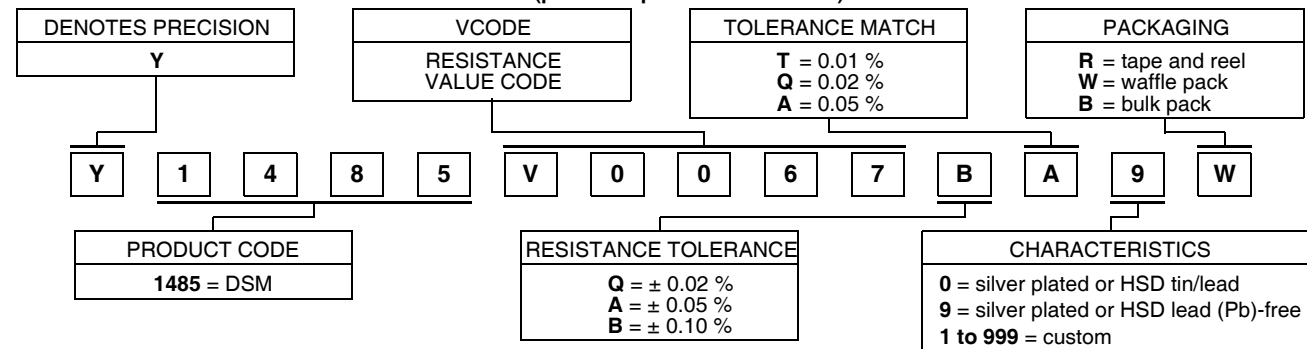 DENOTES PRECISION
Y
VCODE
RESISTANCE
VALUE CODE
TOLERANCE MATCH
T = 0.01 %
Q = 0.02 %
A = 0.05 %
PACKAGING
R = tape and reel
W = waffle pack
B = bulk pack
Y 1 4 8 5 V 0 0 6 7 B A 9 W
PRODUCT CODE
1485 = DSM
RESISTANCE TOLERANCE
Q = ± 0.02 %
A = ± 0.05 %
B = ± 0.10 %
CHARACTERISTICS
0 = silver plated or HSD tin/lead
9 = silver plated or HSD lead (Pb)-free
1 to 999 = custom